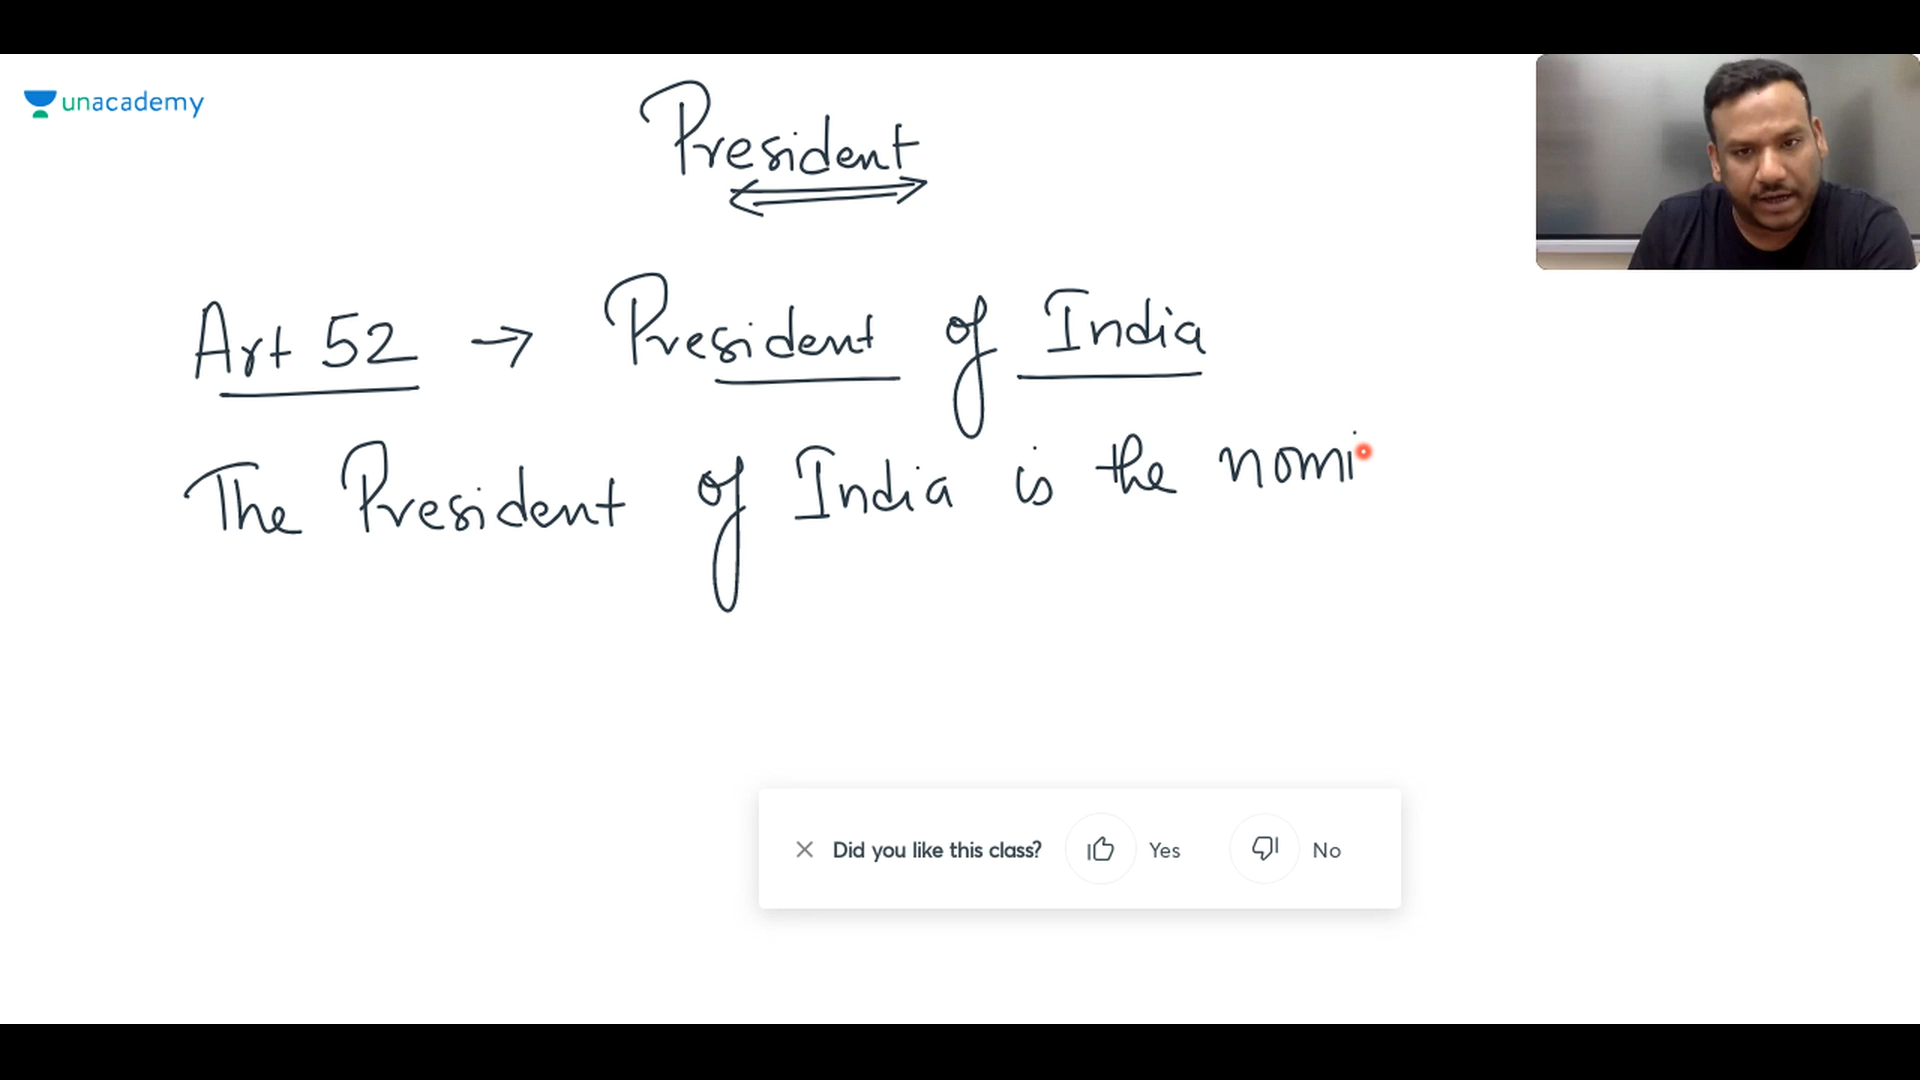 unacademy
President
Art 52 → President of India
The President of India is the nomi
Did you like this class? Yes No